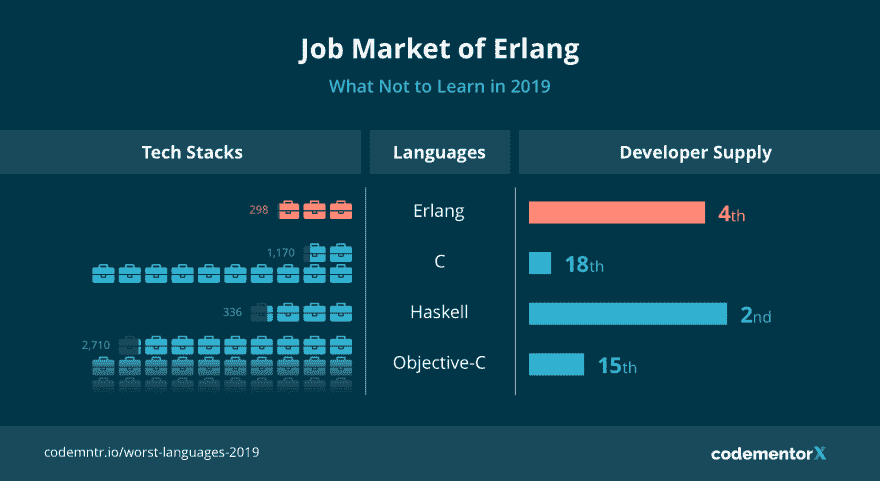 Job Market of Erlang
What Not to Learn in 2019
Tech Stacks
Languages
Developer Supply
298
Erlang
4th
1,170
C
18th
336
Haskell
2nd
2,710
Objective-C
15th
codemntr.io/worst-languages-2019
codementorX